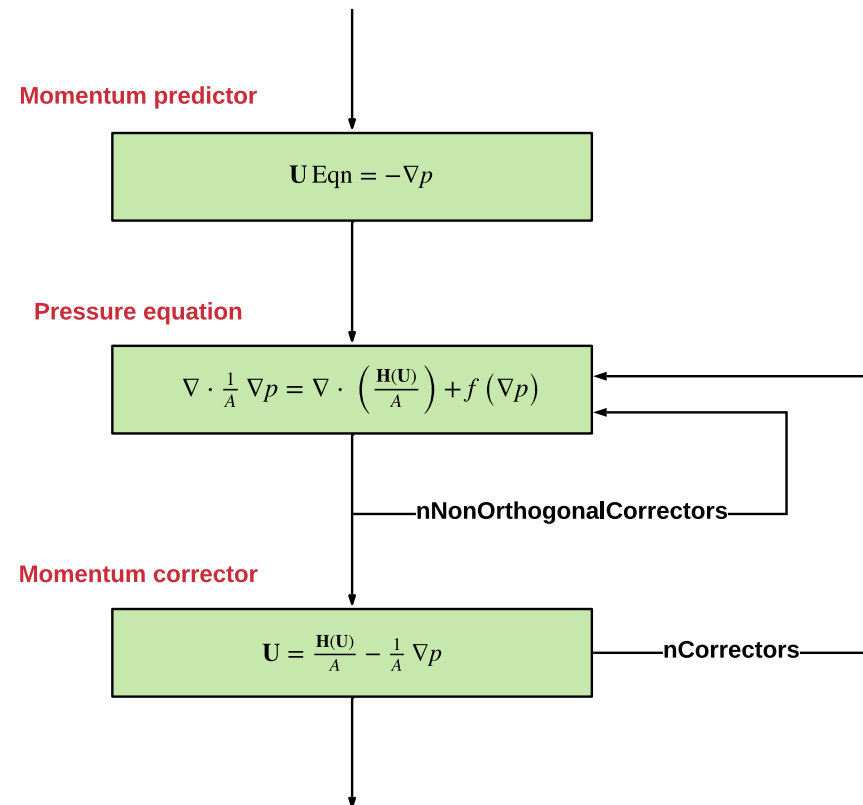 Momentum predictor
U Eqn = −∇p
Pressure equation
∇ · 1/A ∇p = ∇ · (H(U)/A) + f (∇p)
nNonOrthogonalCorrectors
Momentum corrector
U = H(U)/A − 1/A ∇p
nCorrectors